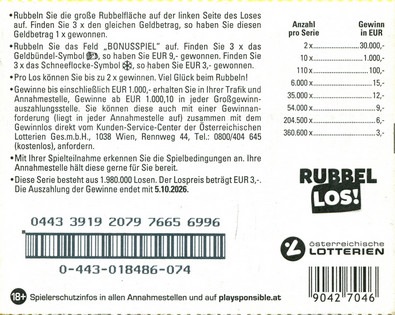 •Rubbeln Sie die große Rubbelfläche auf der linken Seite des Loses
auf. Finden Sie 3 x den gleichen Geldbetrag, so haben Sie diesen
Geldbetrag 1 x gewonnen.
•Rubbeln Sie das Feld „BONUSSPIEL" auf. Finden Sie 3 x das
Geldbündel-Symbol, so haben Sie EUR 9,- gewonnen. Finden Sie
3 x das Schneeflocke-Symbol, so haben Sie EUR 3,- gewonnen.
•Pro Los können Sie bis zu 2 x gewinnen. Viel Glück beim Rubbeln!
•Gewinne bis einschließlich EUR 1.000,- erhalten Sie in Ihrer Trafik und
Annahmestelle, Gewinne ab EUR 1.000,10 in jeder Großgewinn-
auszahlungsstelle. Sie können diese auch mit einer Gewinnan-
forderung (liegt in jeder Annahmestelle auf) zusammen mit dem
Gewinnlos direkt vom Kunden-Service-Center der Österreichischen
Lotterien Ges.m.b.H., 1038 Wien, Rennweg 44, Tel.: 0800/404 645
(kostenlos), anfordern.
•Mit Ihrer Spielteilnahme erkennen Sie die Spielbedingungen an. Ihre
Annahmestelle hält diese gerne für Sie bereit.
•Diese Serie besteht aus 1.980.000 Losen. Der Lospreis beträgt EUR 3,-.
Die Auszahlung der Gewinne endet mit 5.10.2026.
Anzahl Gewinn
pro Serie in EUR
2 x 30.000,-
10 x 1.000,-
110 x 100,-
6.000 x 15,-
35.000 x 12,-
54.000 x 9,-
204.500 x 6,-
360.600 x 3,-
RUBBEL
LOS!
0443 3919 2079 7665 6996
0-443-018486-074
österreichische
LOTTERIEN
9042 7046
18+ Spielerschutzinfos in allen Annahmestellen und auf playsponsible.at